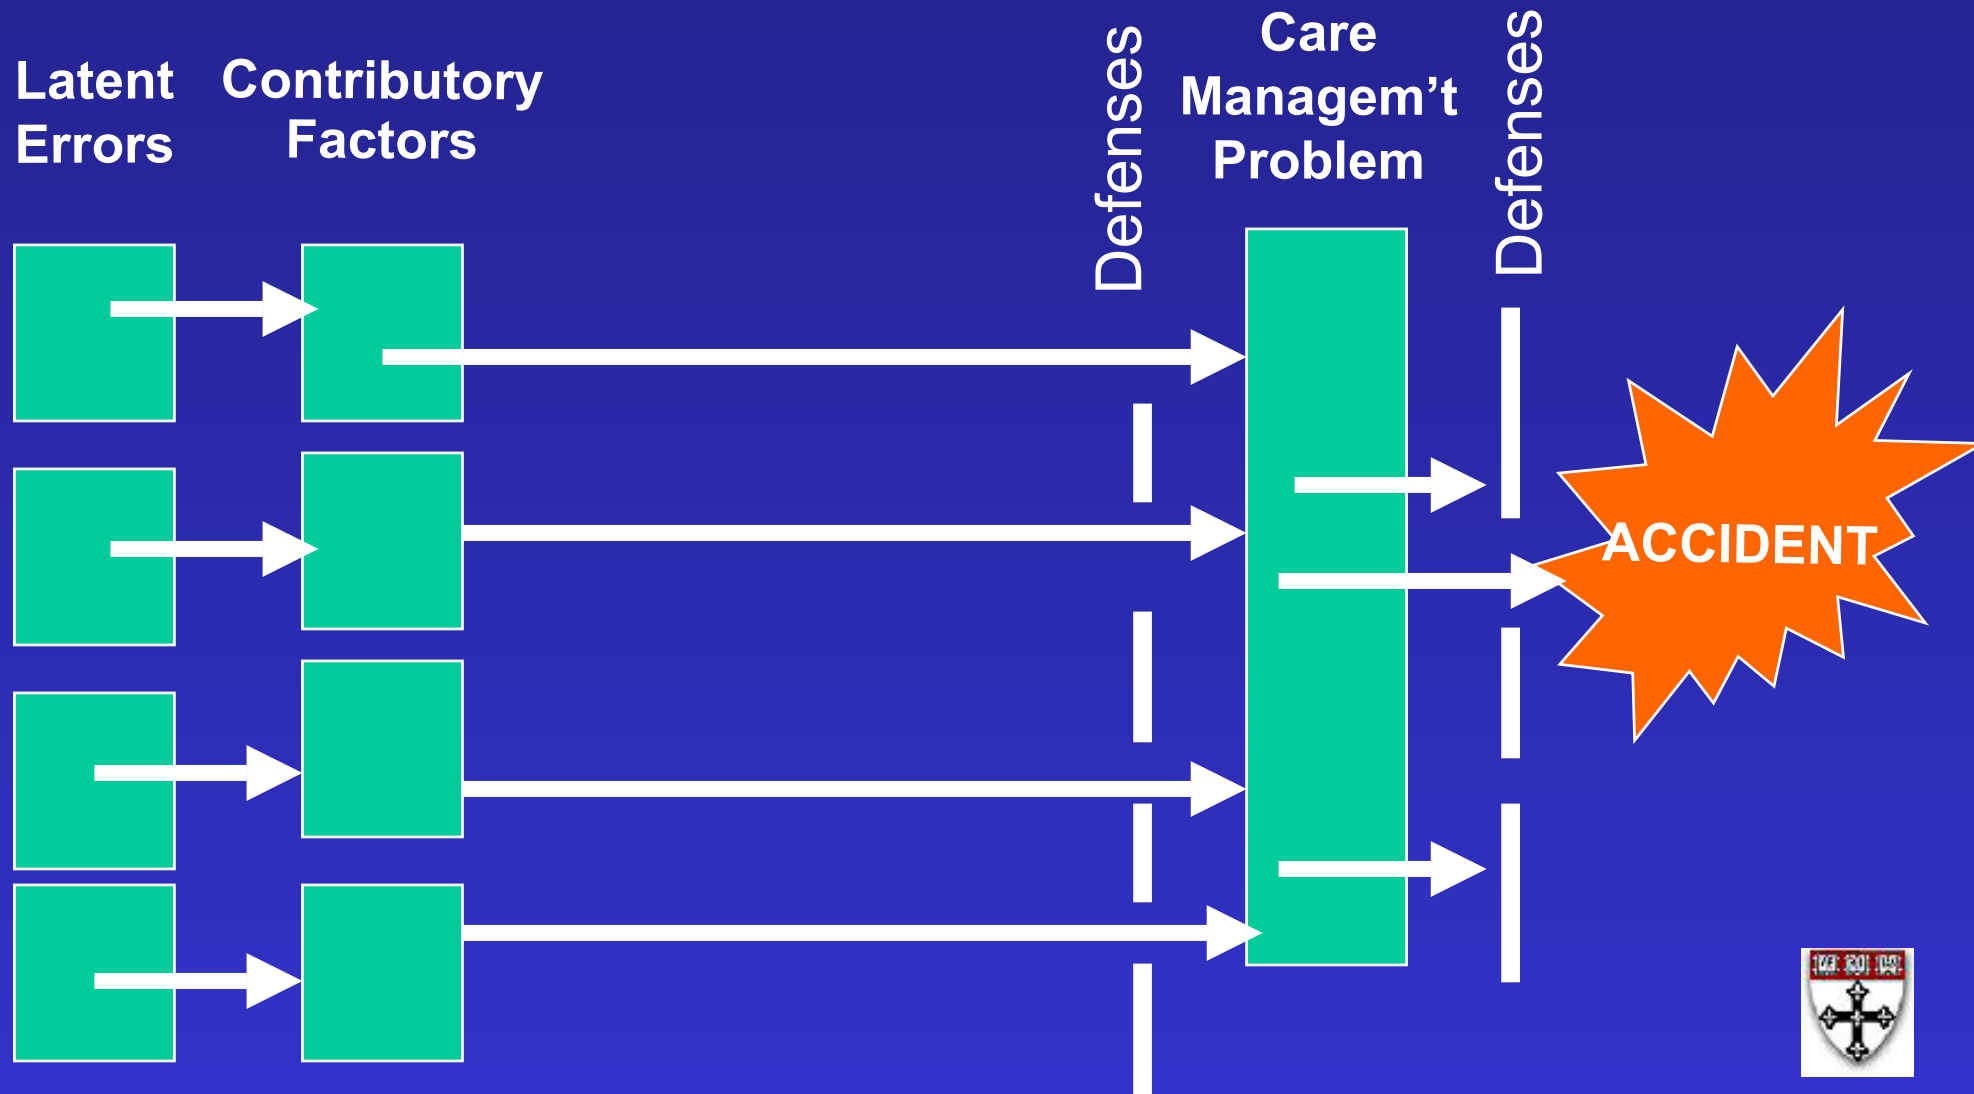 Latent
Errors
Contributory
Factors
Defenses
Care
Managem’t
Problem
Defenses
ACCIDENT